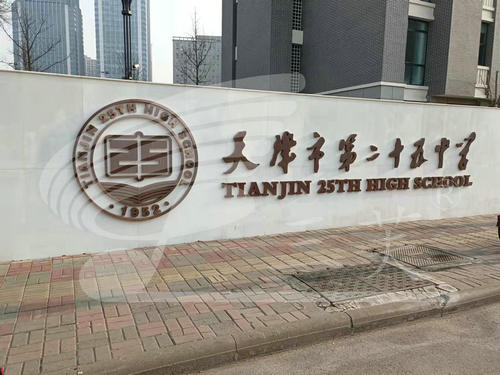 TIANJIN 25TH HIGH SCHOOL
1952
天津市第二十五中学
TIANJIN 25TH HIGH SCHOOL